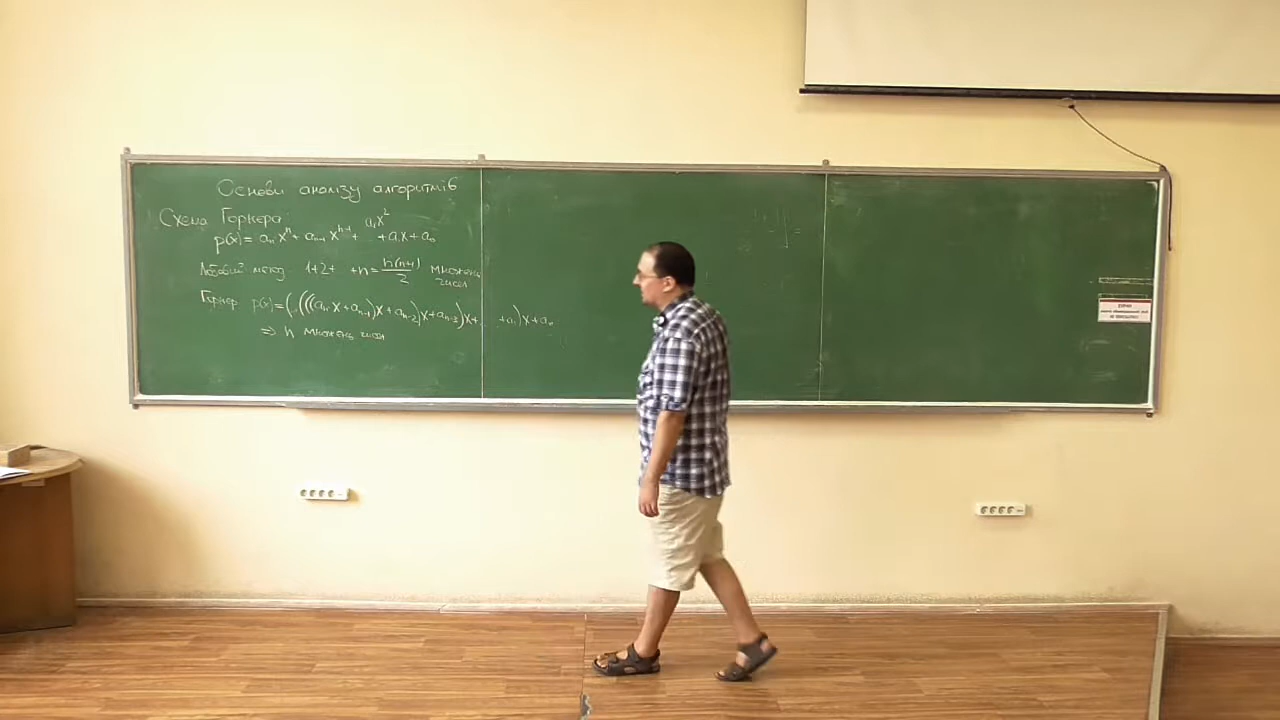 Основи аналізу алгоритмів
Схема Горнера:
a₂x²
p(x) = aₙxⁿ + aₙ₋₁xⁿ⁻¹ + ... + a₁x + a₀
метод 1+2+ ... +n = n(n+1)/2 множень чисел
Горнер p(x) = (...(((aₙx + aₙ₋₁)x + aₙ₋₂)x + aₙ₋₃)x + ... + a₁)x + a₀
⇒ n множень чисел